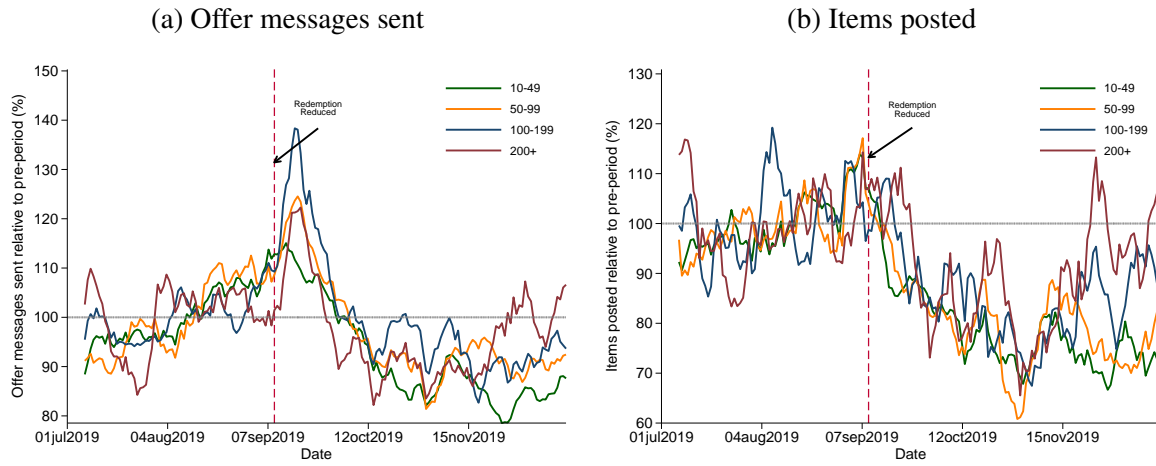 (a) Offer messages sent
Offer messages sent relative to pre-period (%)
150
140
130
120
110
100
90
80
10-49
50-99
100-199
200+
Redemption
Reduced
01jul2019 04aug2019 07sep2019 12oct2019 15nov2019
Date
(b) Items posted
Items posted relative to pre-period (%)
130
120
110
100
90
80
70
60
10-49
50-99
100-199
200+
Redemption
Reduced
01jul2019 04aug2019 07sep2019 12oct2019 15nov2019
Date